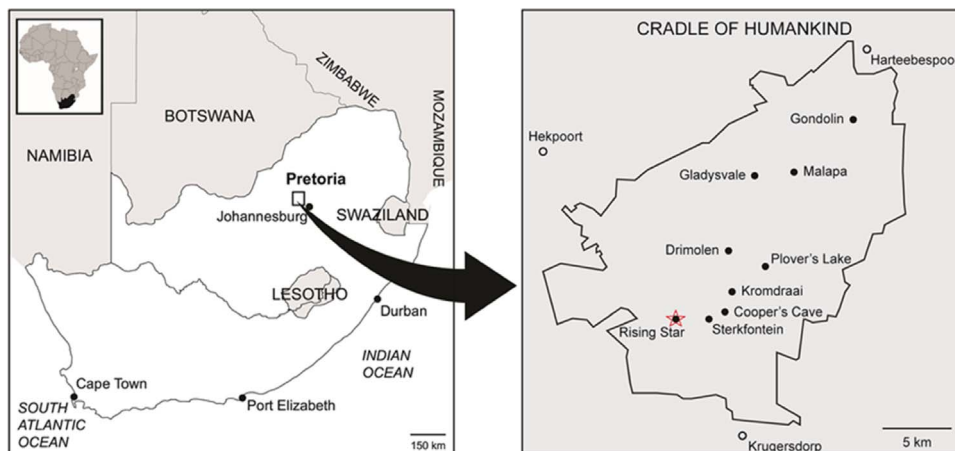 ZIMBABWE
BOTSWANA
MOZAMBIQUE
NAMIBIA
Pretoria
Johannesburg
SWAZILAND
LESOTHO
Durban
INDIAN
OCEAN
Cape Town
SOUTH
ATLANTIC
OCEAN
Port Elizabeth
150 km
CRADLE OF HUMANKIND
Harteebespoo
Gondolin
Hekpoort
Gladysvale
Malapa
Drimolen
Plover's Lake
Kromdraai
Cooper's Cave
Rising Star
Sterkfontein
Krugersdorp
5 km